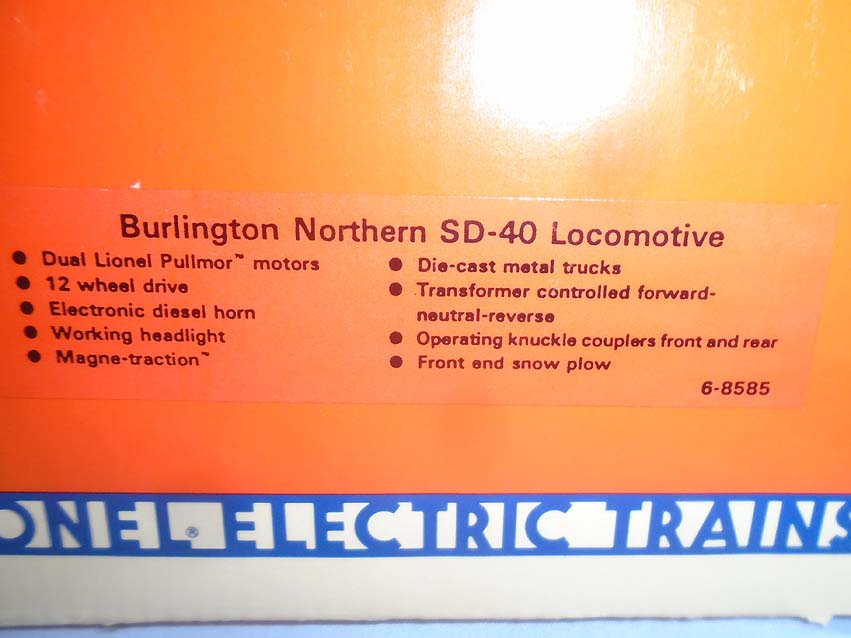 Burlington Northern SD-40 Locomotive
● Dual Lionel Pullmor™ motors
● 12 wheel drive
● Electronic diesel horn
● Working headlight
● Magne-traction™
● Die-cast metal trucks
● Transformer controlled forward-
neutral-reverse
● Operating knuckle couplers front and rear
● Front end snow plow
6-8585
ONEL® ELECTRIC TRAINS